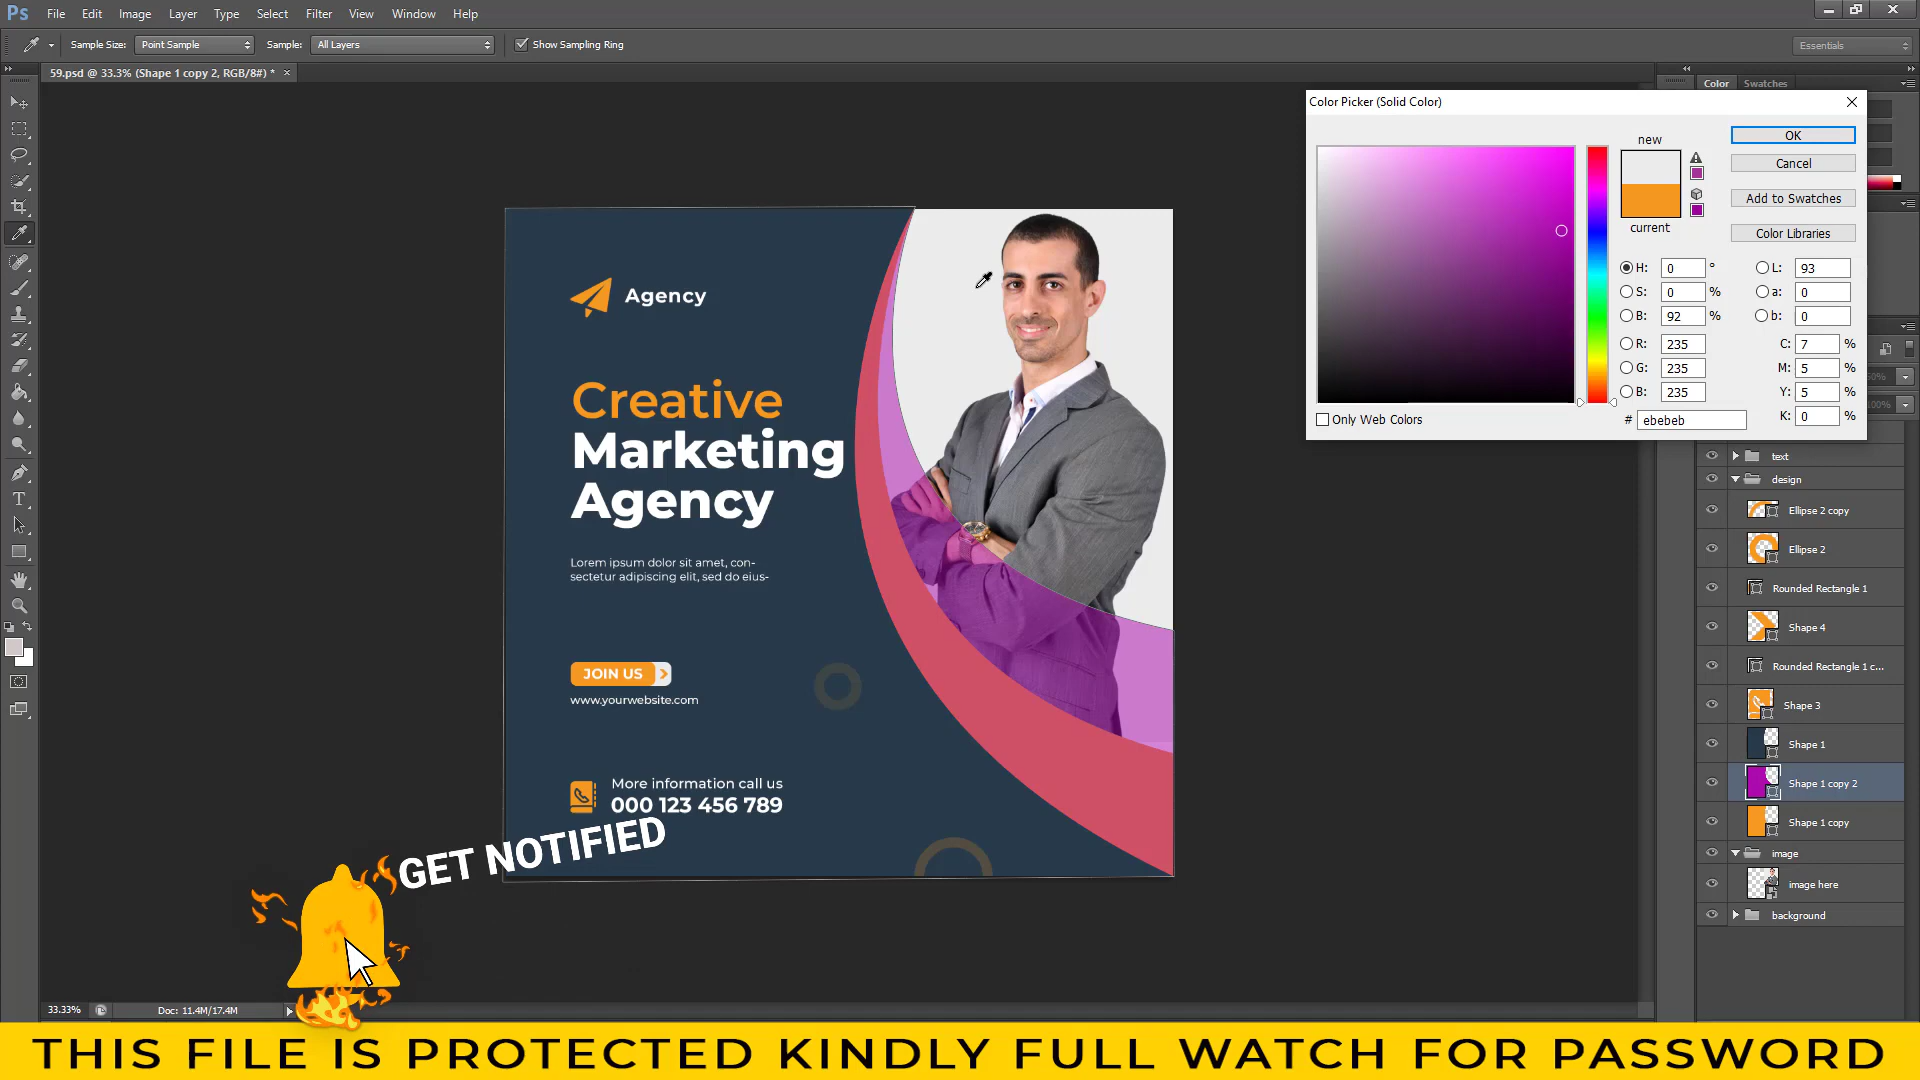 Ps File Edit Image Layer Type Select Filter View Window Help
Sample Size: Point Sample Sample: All Layers Show Sampling Ring Essentials
59.psd @ 33.3% (Shape 1 copy 2, RGB/8#) * ×
Color Swatches
Color Picker (Solid Color)
new
current
OK
Cancel
Add to Swatches
Color Libraries
H: 0 ° L: 93
S: 0 % a: 0
B: 92 % b: 0
R: 235 C: 7 %
G: 235 M: 5 %
B: 235 Y: 5 %
K: 0 %
# ebebeb
Only Web Colors
Agency
Creative
Marketing
Agency
Lorem ipsum dolor sit amet, con-
sectetur adipiscing elit, sed do eius-
JOIN US
www.yourwebsite.com
More information call us
000 123 456 789
text
design
Ellipse 2 copy
Ellipse 2
Rounded Rectangle 1
Shape 4
Rounded Rectangle 1 c...
Shape 3
Shape 1
Shape 1 copy 2
Shape 1 copy
image
image here
background
GET NOTIFIED
33.33% Doc: 11.4M/17.4M
THIS FILE IS PROTECTED KINDLY FULL WATCH FOR PASSWORD